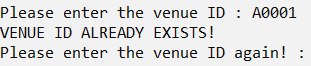 Please enter the venue ID : A0001
VENUE ID ALREADY EXISTS!
Please enter the venue ID again! :